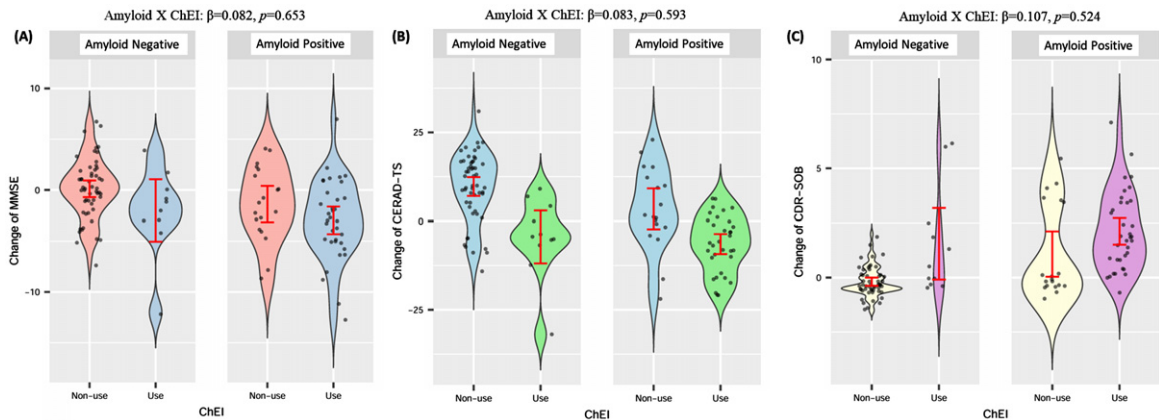 Amyloid X ChEI: β=0.082, p=0.653
(A)
Amyloid Negative
Amyloid Positive
Change of MMSE
10
0
-10
Non-use
Use
Non-use
Use
ChEI
Amyloid X ChEI: β=0.083, p=0.593
(B)
Amyloid Negative
Amyloid Positive
Change of CERAD-TS
25
0
-25
Non-use
Use
Non-use
Use
ChEI
Amyloid X ChEI: β=0.107, p=0.524
(C)
Amyloid Negative
Amyloid Positive
Change of CDR-SOB
10
5
0
Non-use
Use
Non-use
Use
ChEI